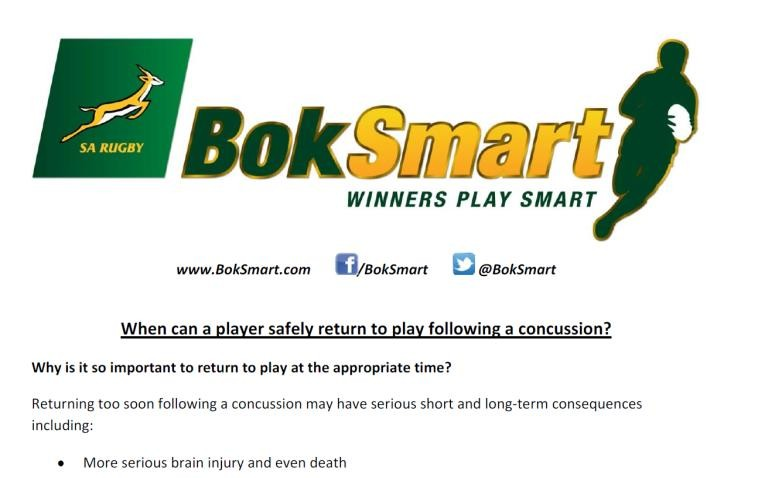 SA RUGBY
BokSmart
WINNERS PLAY SMART
www.BokSmart.com f/BokSmart @BokSmart
When can a player safely return to play following a concussion?
Why is it so important to return to play at the appropriate time?
Returning too soon following a concussion may have serious short and long-term consequences
including:
• More serious brain injury and even death